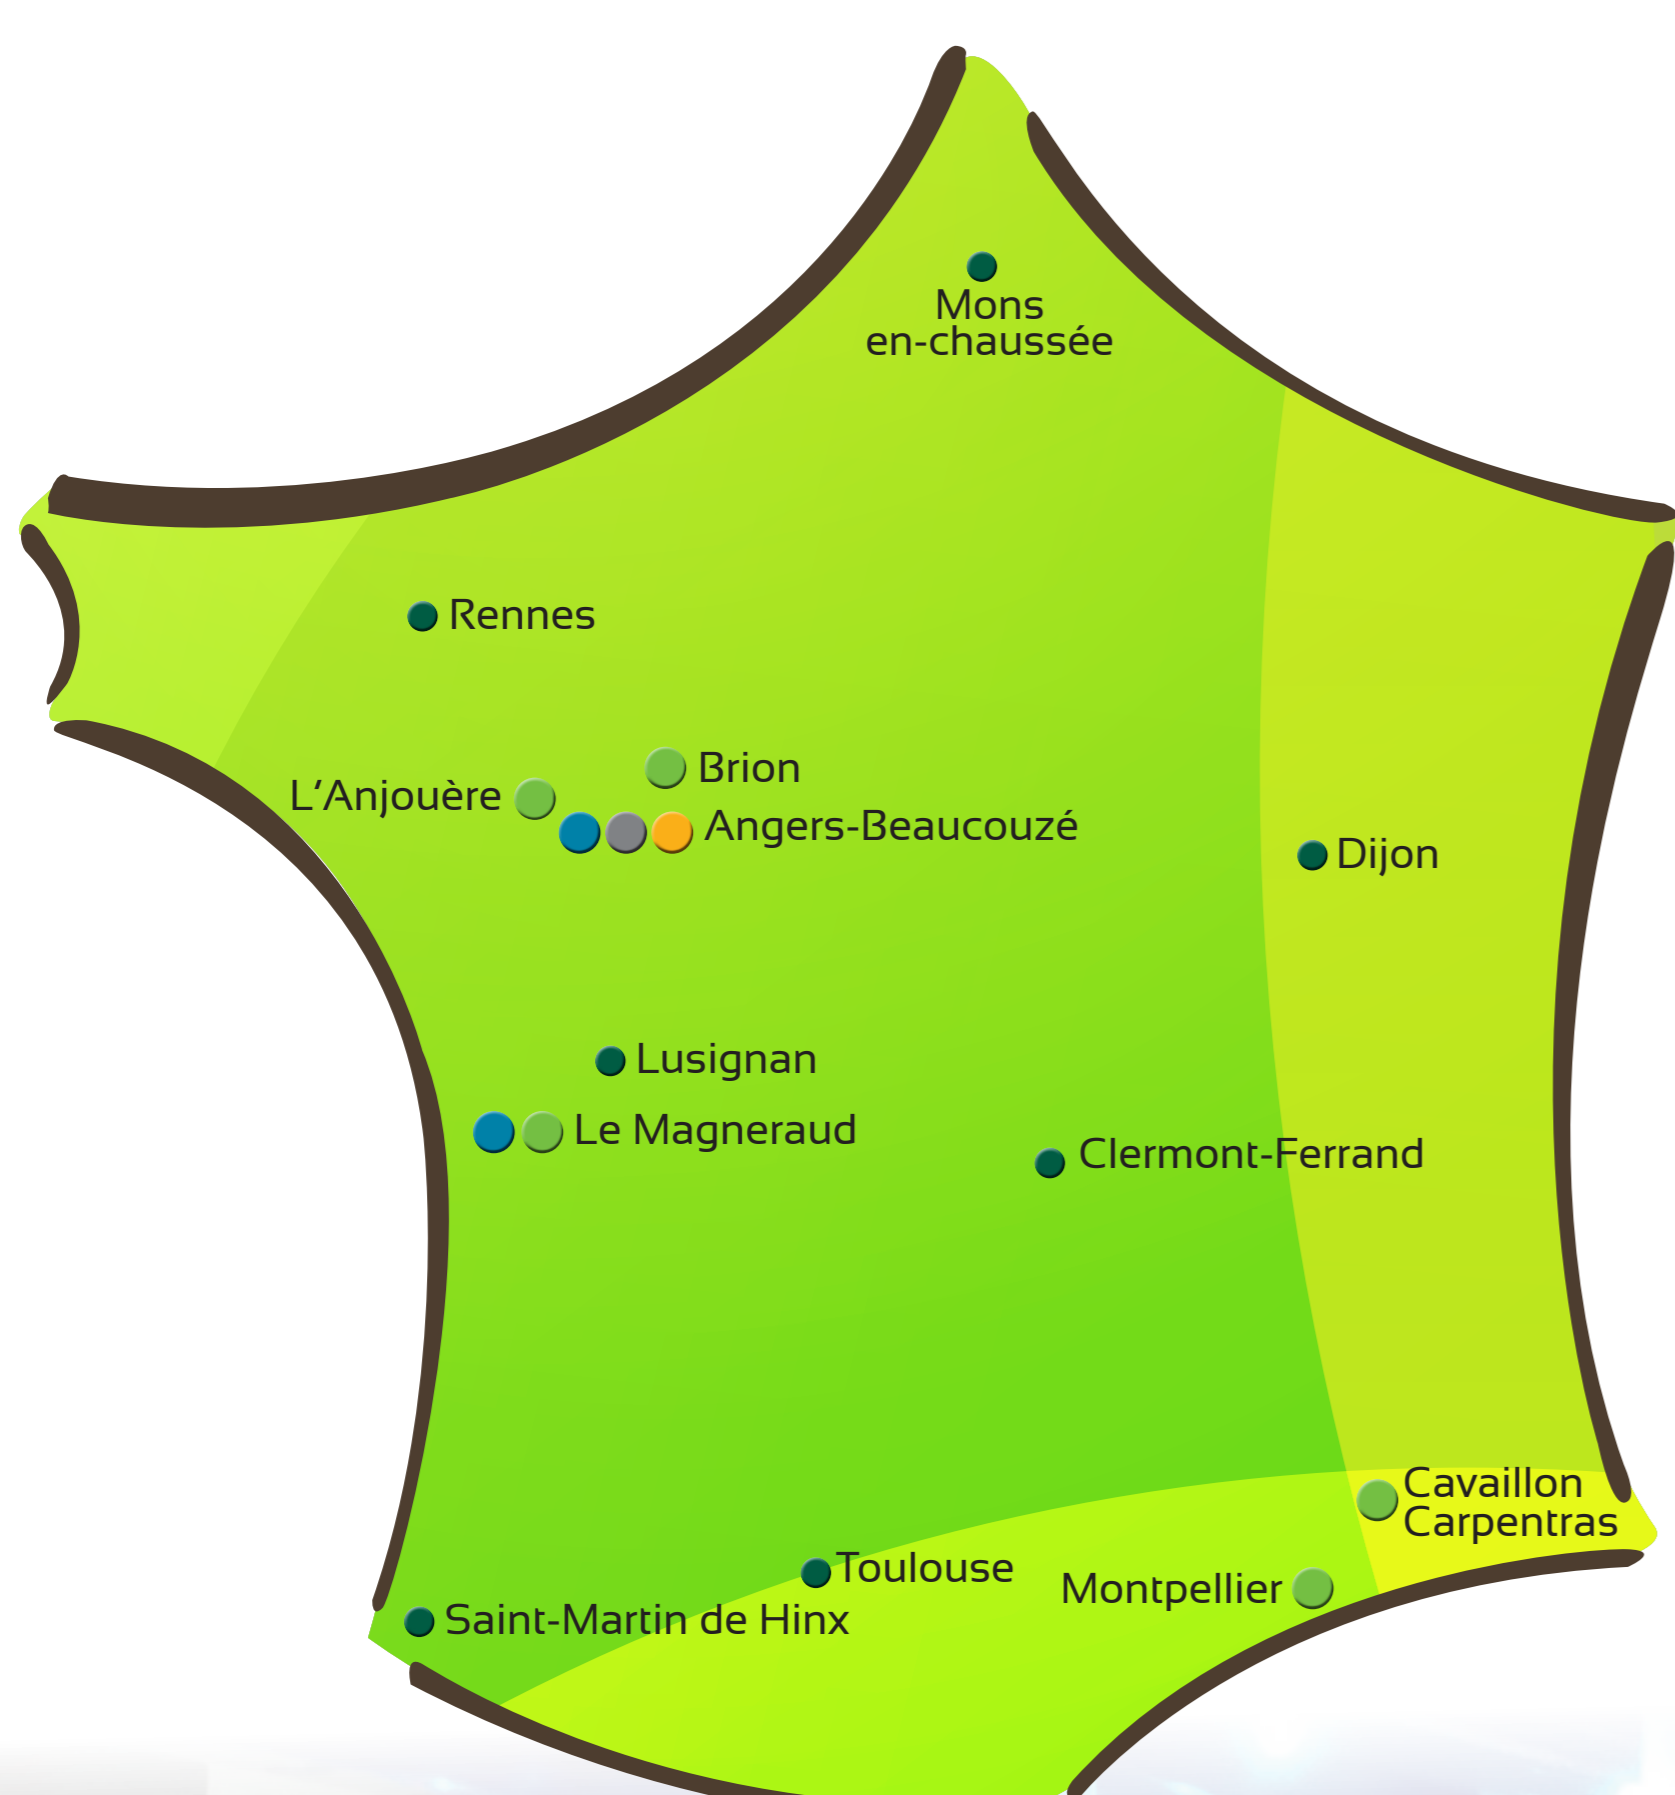 Mons
en-chaussée
Rennes
Brion
L'Anjouère
Angers-Beaucouzé
Dijon
Lusignan
Le Magneraud
Clermont-Ferrand
Cavaillon
Carpentras
Toulouse
Montpellier
Saint-Martin de Hinx